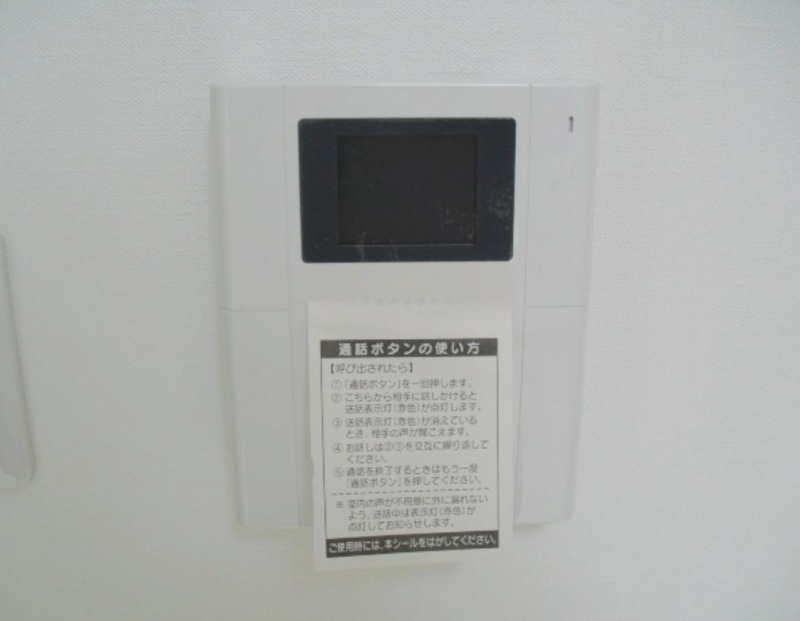 通話ボタンの使い方
【呼び出されたら】
①「通話ボタン」を一回押します。
②こちらから相手に話しかけると
送話表示灯(赤色)が点灯します。
③送話表示灯(赤色)が消えている
とき、相手の声が聞こえます。
④お話しは②③を交互に繰り返して
ください。
⑤通話を終了するときはもう一度
「通話ボタン」を押してください。
※室内の声が不用意に外に漏れない
よう、送話中は表示灯(赤色)が
点灯してお知らせします。
ご使用時には、本シールをはがしてください。